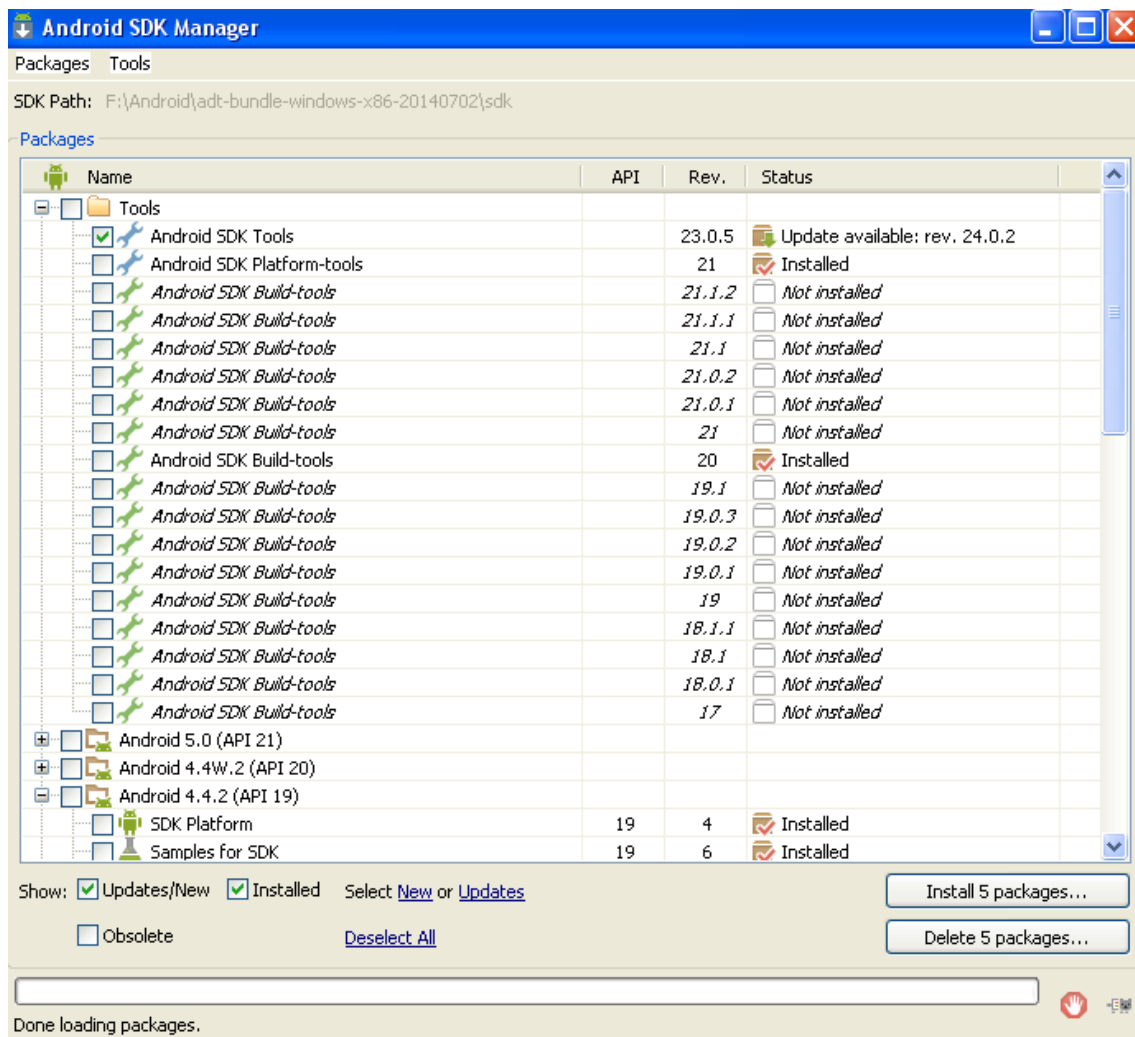 Android SDK Manager
Packages Tools
SDK Path: F:\Android\adt-bundle-windows-x86-20140702\sdk
Packages
Name API Rev. Status
Tools
Android SDK Tools 23.0.5 Update available: rev. 24.0.2
Android SDK Platform-tools 21 Installed
Android SDK Build-tools 21.1.2 Not installed
Android SDK Build-tools 21.1.1 Not installed
Android SDK Build-tools 21.1 Not installed
Android SDK Build-tools 21.0.2 Not installed
Android SDK Build-tools 21.0.1 Not installed
Android SDK Build-tools 21 Not installed
Android SDK Build-tools 20 Installed
Android SDK Build-tools 19.1 Not installed
Android SDK Build-tools 19.0.3 Not installed
Android SDK Build-tools 19.0.2 Not installed
Android SDK Build-tools 19.0.1 Not installed
Android SDK Build-tools 19 Not installed
Android SDK Build-tools 18.1.1 Not installed
Android SDK Build-tools 18.1 Not installed
Android SDK Build-tools 18.0.1 Not installed
Android SDK Build-tools 17 Not installed
Android 5.0 (API 21)
Android 4.4W.2 (API 20)
Android 4.4.2 (API 19)
SDK Platform 19 4 Installed
Samples for SDK 19 6 Installed
Show: Updates/New Installed Select New or Updates Install 5 packages...
Obsolete Deselect All Delete 5 packages...
Done loading packages.